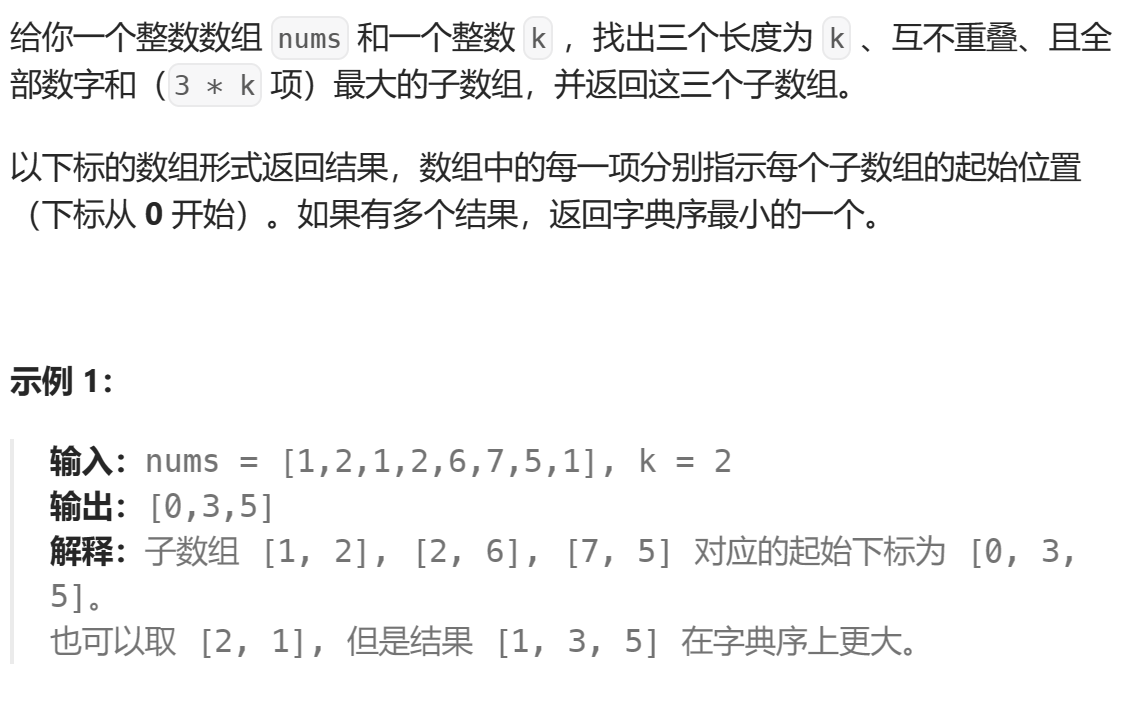 给你一个整数数组 nums 和一个整数 k ，找出三个长度为 k 、互不重叠、且全
部数字和（3 * k 项）最大的子数组，并返回这三个子数组。
以下标的数组形式返回结果，数组中的每一项分别指示每个子数组的起始位置
（下标从 0 开始）。如果有多个结果，返回字典序最小的一个。
示例 1：
输入：nums = [1,2,1,2,6,7,5,1], k = 2
输出：[0,3,5]
解释：子数组 [1, 2], [2, 6], [7, 5] 对应的起始下标为 [0, 3,
5]。
也可以取 [2, 1], 但是结果 [1, 3, 5] 在字典序上更大。